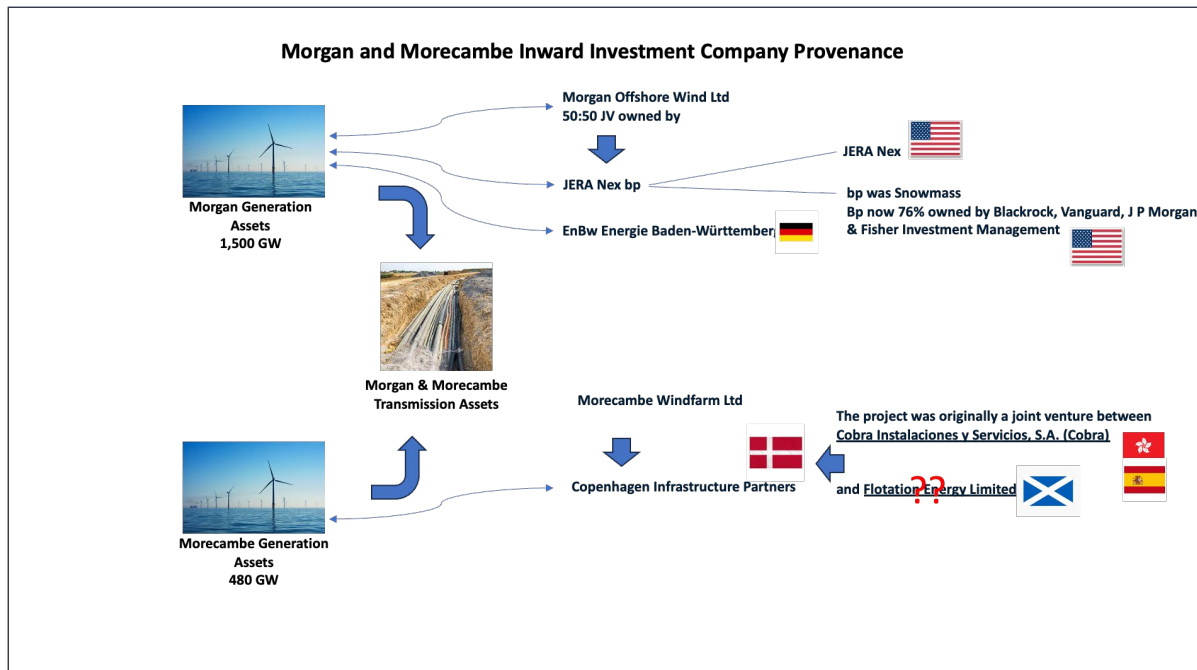 Morgan and Morecambe Inward Investment Company Provenance
Morgan Offshore Wind Ltd
50:50 JV owned by
JERA Nex
JERA Nex bp
bp was Snowmass
Bp now 76% owned by Blackrock, Vanguard, J P Morgan
& Fisher Investment Management
Morgan Generation
Assets
1,500 GW
EnBw Energie Baden-Württemberg
Morgan & Morecambe
Transmission Assets
Morecambe Windfarm Ltd
The project was originally a joint venture between
Cobra Instalaciones y Servicios, S.A. (Cobra)
Copenhagen Infrastructure Partners
and Flotation Energy Limited
??
Morecambe Generation
Assets
480 GW